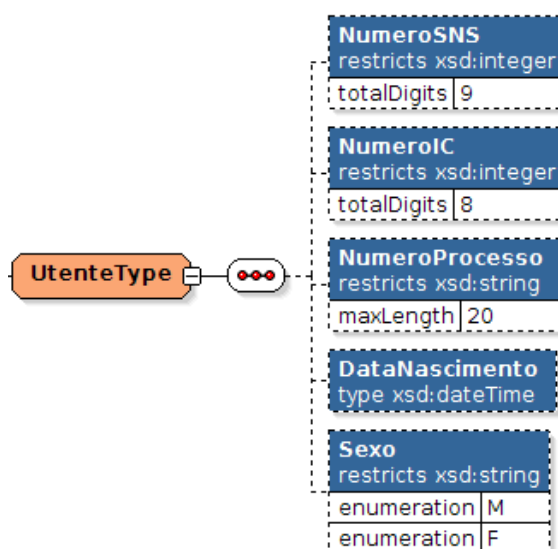 NumeroSNS
restricts xsd:integer
totalDigits 9
NumeroIC
restricts xsd:integer
totalDigits 8
UtenteType
NumeroProcesso
restricts xsd:string
maxLength 20
DataNascimento
type xsd:dateTime
Sexo
restricts xsd:string
enumeration M
enumeration F